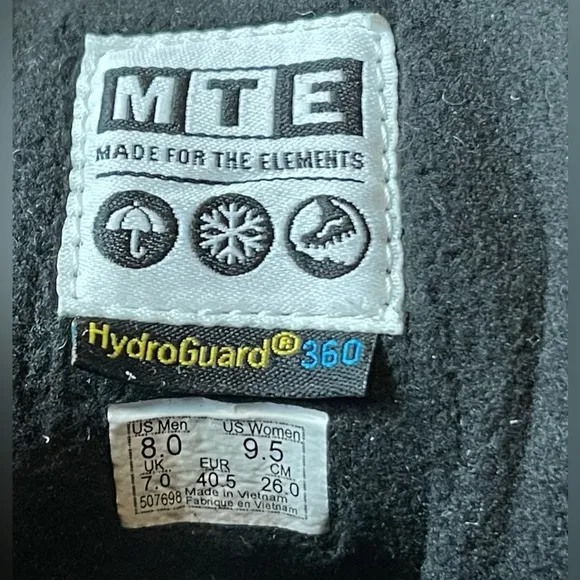 MTE
MADE FOR THE ELEMENTS
HydroGuard® 360
US Men US Women
8.0 9.5
UK EUR CM
7.0 40.5 26.0
507698 Made in Vietnam
Fabrique en Vietnam